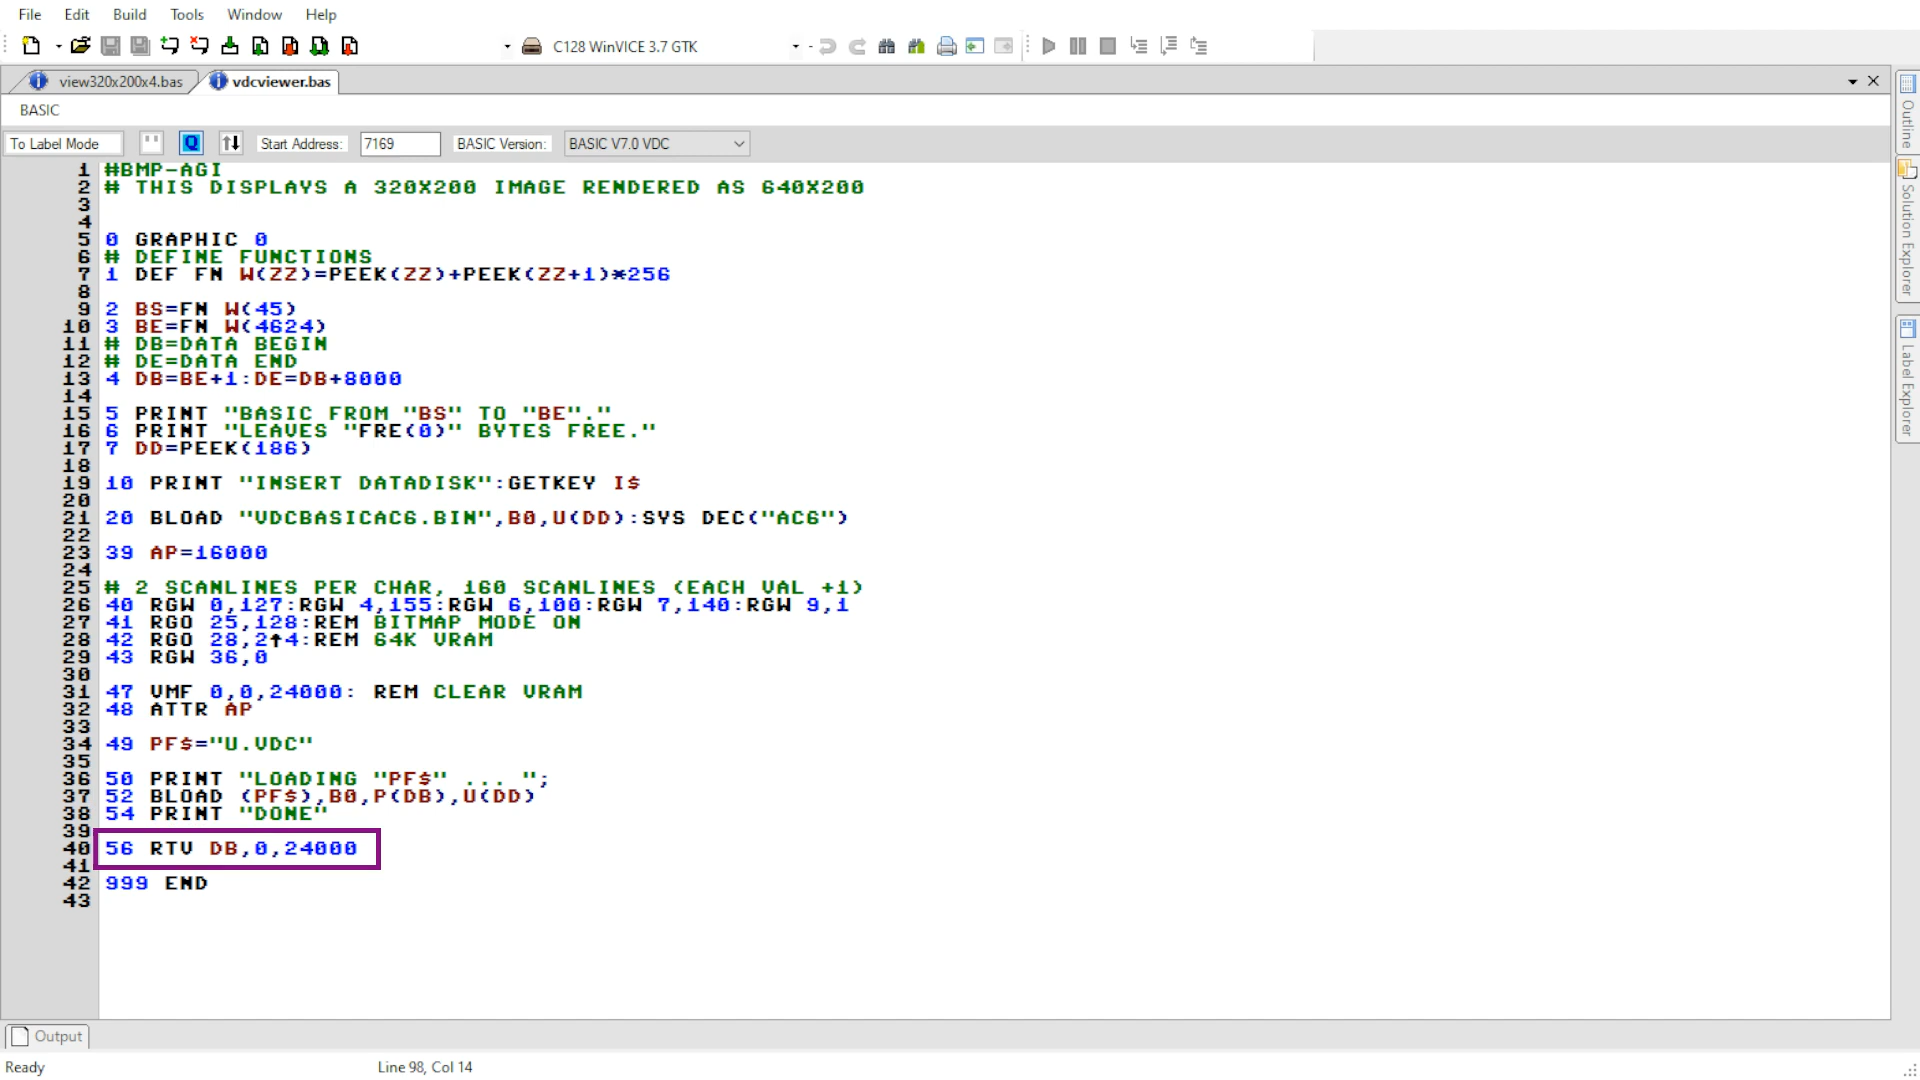 File Edit Build Tools Window Help
C128 WinVICE 3.7 GTK
view320x200x4.bas vdcviewer.bas
BASIC
To Label Mode " Q Start Address: 7169 BASIC Version: BASIC V7.0 VDC
1 #BMP-AGI
2 # THIS DISPLAYS A 320X200 IMAGE RENDERED AS 640X200
3
4
5 0 GRAPHIC 0
6 # DEFINE FUNCTIONS
7 1 DEF FN W(ZZ)=PEEK(ZZ)+PEEK(ZZ+1)*256
8
9 2 BS=FN W(45)
10 3 BE=FN W(4624)
11 # DB=DATA BEGIN
12 # DE=DATA END
13 4 DB=BE+1:DE=DB+8000
14
15 5 PRINT "BASIC FROM "BS" TO "BE"."
16 6 PRINT "LEAVES "FRE(0)" BYTES FREE."
17 7 DD=PEEK(186)
18
19 10 PRINT "INSERT DATADISK":GETKEY I$
20
21 20 BLOAD "VDCBASICAC6.BIN",B0,U(DD):SYS DEC("AC6")
22
23 39 AP=16000
24
25 # 2 SCANLINES PER CHAR, 160 SCANLINES (EACH VAL +1)
26 40 RGW 0,127:RGW 4,155:RGW 6,100:RGW 7,140:RGW 9,1
27 41 RGO 25,128:REM BITMAP MODE ON
28 42 RGO 28,2↑4:REM 64K VRAM
29 43 RGW 36,0
30
31 47 VMF 0,0,24000: REM CLEAR VRAM
32 48 ATTR AP
33
34 49 PF$="U.VDC"
35
36 50 PRINT "LOADING "PF$" ... ";
37 52 BLOAD (PF$),B0,P(DB),U(DD)
38 54 PRINT "DONE"
39
40 56 RTV DB,0,24000
41
42 999 END
43
Outline
Solution Explorer
Label Explorer
Output
Ready Line 98, Col 14